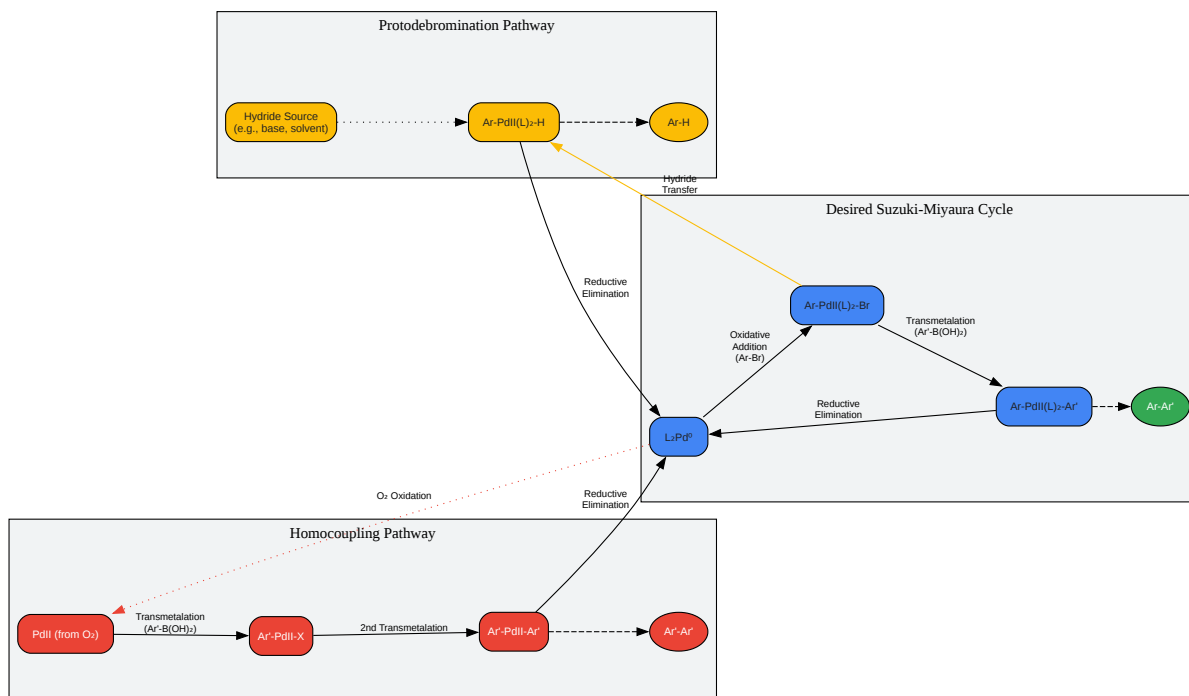 Protodebromination Pathway
Hydride Source
(e.g., base, solvent)
Ar-PdII(L)₂-H
Ar-H
Hydride
Transfer
Desired Suzuki-Miyaura Cycle
Reductive
Elimination
Ar-PdII(L)₂-Br
Oxidative
Addition
(Ar-Br)
Transmetalation
(Ar'-B(OH)₂)
Reductive
Elimination
Ar-PdII(L)₂-Ar'
Ar-Ar'
L₂Pd⁰
O₂ Oxidation
Reductive
Elimination
Homocoupling Pathway
PdII (from O₂)
Transmetalation
(Ar'-B(OH)₂)
Ar'-PdII-X
2nd Transmetalation
Ar'-PdII-Ar'
Ar'-Ar'